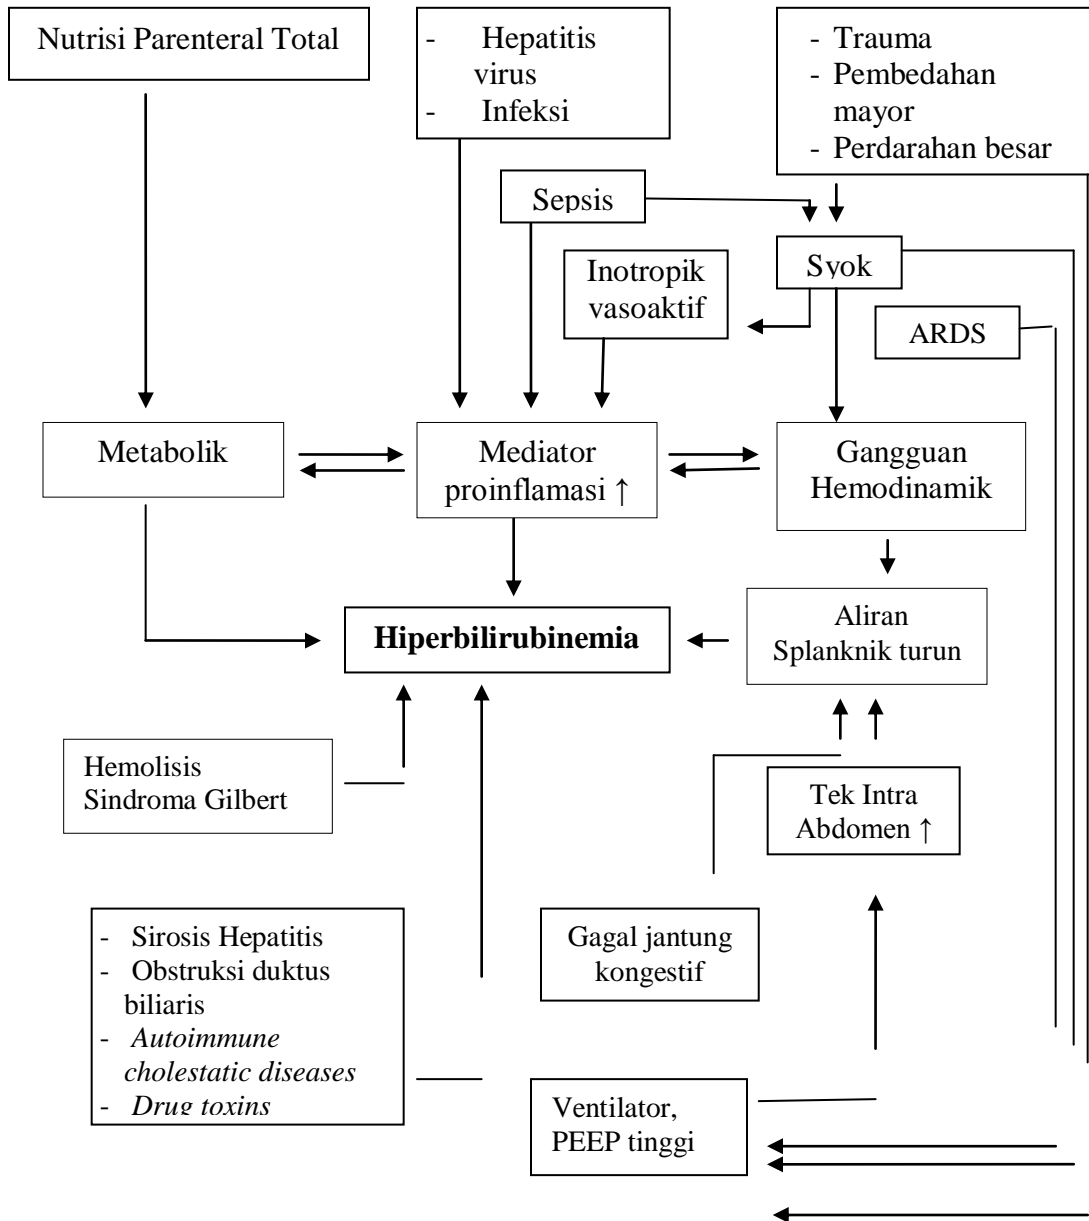 Nutrisi Parenteral Total
- Hepatitis
virus
- Infeksi
- Trauma
- Pembedahan
mayor
- Perdarahan besar
Sepsis
Inotropik
vasoaktif
Syok
ARDS
Metabolik
Mediator
proinflamasi ↑
Gangguan
Hemodinamik
Hiperbilirubinemia
Aliran
Splanknik turun
Hemolisis
Sindroma Gilbert
Tek Intra
Abdomen ↑
- Sirosis Hepatitis
- Obstruksi duktus
biliaris
- Autoimmune
cholestatic diseases
- Drug toxins
Gagal jantung
kongestif
Ventilator,
PEEP tinggi